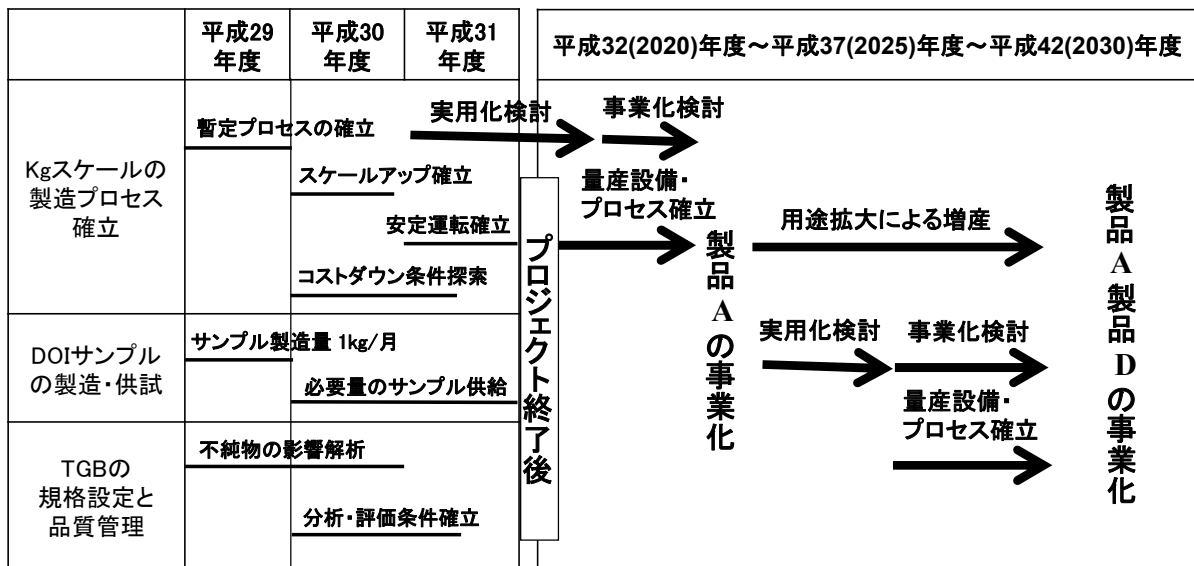 平成29
年度
平成30
年度
平成31
年度
平成32(2020)年度～平成37(2025)年度～平成42(2030)年度
Kgスケールの
製造プロセス
確立
暫定プロセスの確立
スケールアップ確立
安定運転確立
コストダウン条件探索
実用化検討
事業化検討
量産設備・
プロセス確立
用途拡大による増産
DOIサンプル
の製造・供試
サンプル製造量 1kg/月
必要量のサンプル供給
TGBの
規格設定と
品質管理
不純物の影響解析
分析・評価条件確立
プロジェクト終了後
製品Aの事業化
実用化検討
事業化検討
量産設備・
プロセス確立
製品A製品Dの事業化